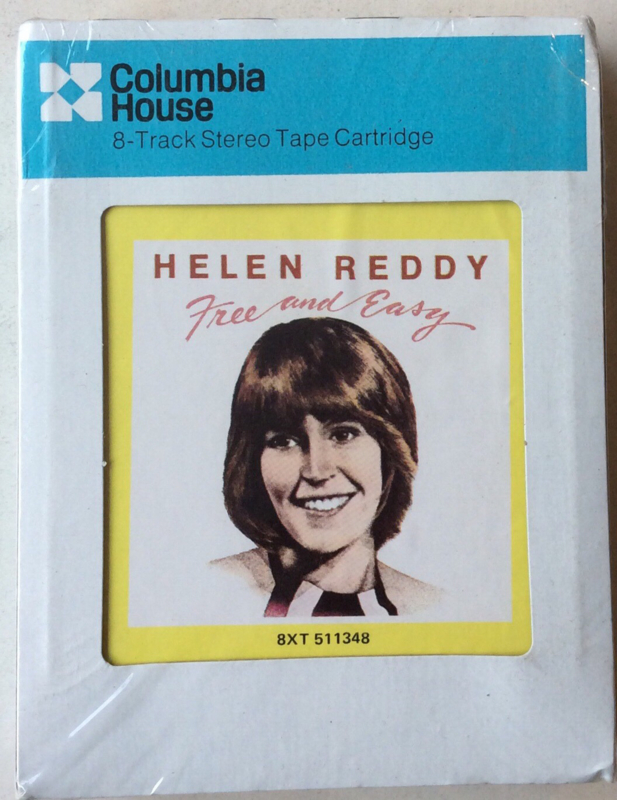 Columbia
House
8-Track Stereo Tape Cartridge
HELEN REDDY
Free and Easy
8XT 511348